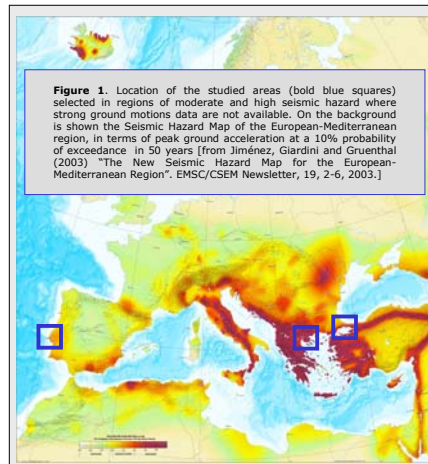 Figure 1. Location of the studied areas (bold blue squares)
selected in regions of moderate and high seismic hazard where
strong ground motions data are not available. On the background
is shown the Seismic Hazard Map of the European-Mediterranean
region, in terms of peak ground acceleration at a 10% probability
of exceedance in 50 years [from Jiménez, Giardini and Gruenthal
(2003) "The New Seismic Hazard Map for the European-
Mediterranean Region". EMSC/CSEM Newsletter, 19, 2-6, 2003.]